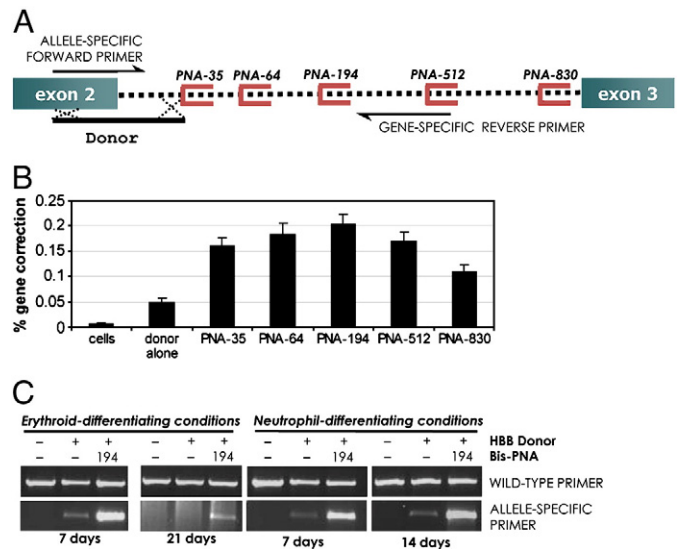 A
ALLELE-SPECIFIC
FORWARD PRIMER
PNA-35 PNA-64 PNA-194 PNA-512 PNA-830
exon 2 exon 3
Donor
GENE-SPECIFIC REVERSE PRIMER
B
% gene correction
0.25
0.2
0.15
0.1
0.05
0
cells donor alone PNA-35 PNA-64 PNA-194 PNA-512 PNA-830
C
Erythroid-differentiating conditions Neutrophil-differentiating conditions
– + + – + + – + + – + + HBB Donor
– – 194 – – 194 – – 194 – – 194 Bis-PNA
WILD-TYPE PRIMER
ALLELE-SPECIFIC
PRIMER
7 days 21 days 7 days 14 days